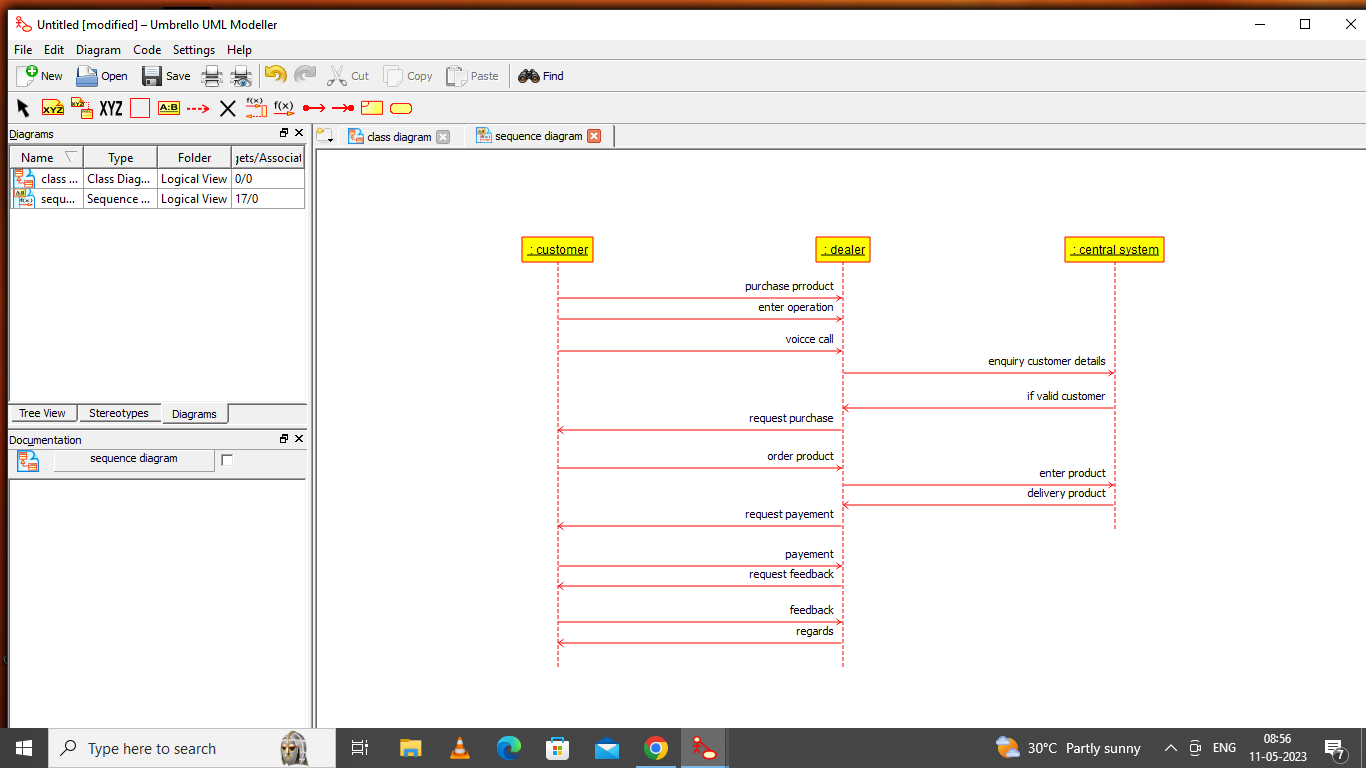 Untitled [modified] – Umbrello UML Modeller
File Edit Diagram Code Settings Help
New Open Save Cut Copy Paste Find
XYZ XYZ XYZ A:B f(x) f(x)
Diagrams
class diagram sequence diagram
Name Type Folder jets/Associat
class ... Class Diag... Logical View 0/0
sequ... Sequence ... Logical View 17/0
: customer : dealer : central system
purchase prroduct
enter operation
voicce call
enquiry customer details
if valid customer
request purchase
order product
enter product
delivery product
request payement
payement
request feedback
feedback
regards
Tree View Stereotypes Diagrams
Documentation
sequence diagram
Type here to search
30°C Partly sunny ENG 08:56
11-05-2023 7